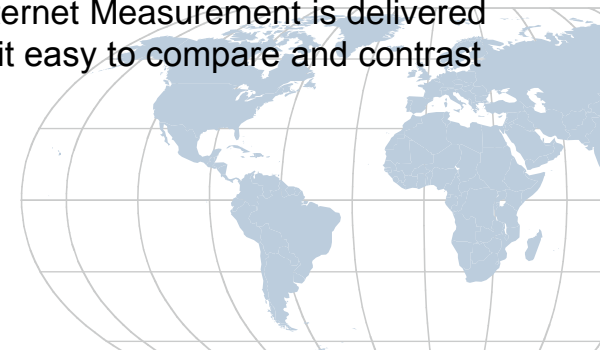 ernet Measurement is delivered
it easy to compare and contrast